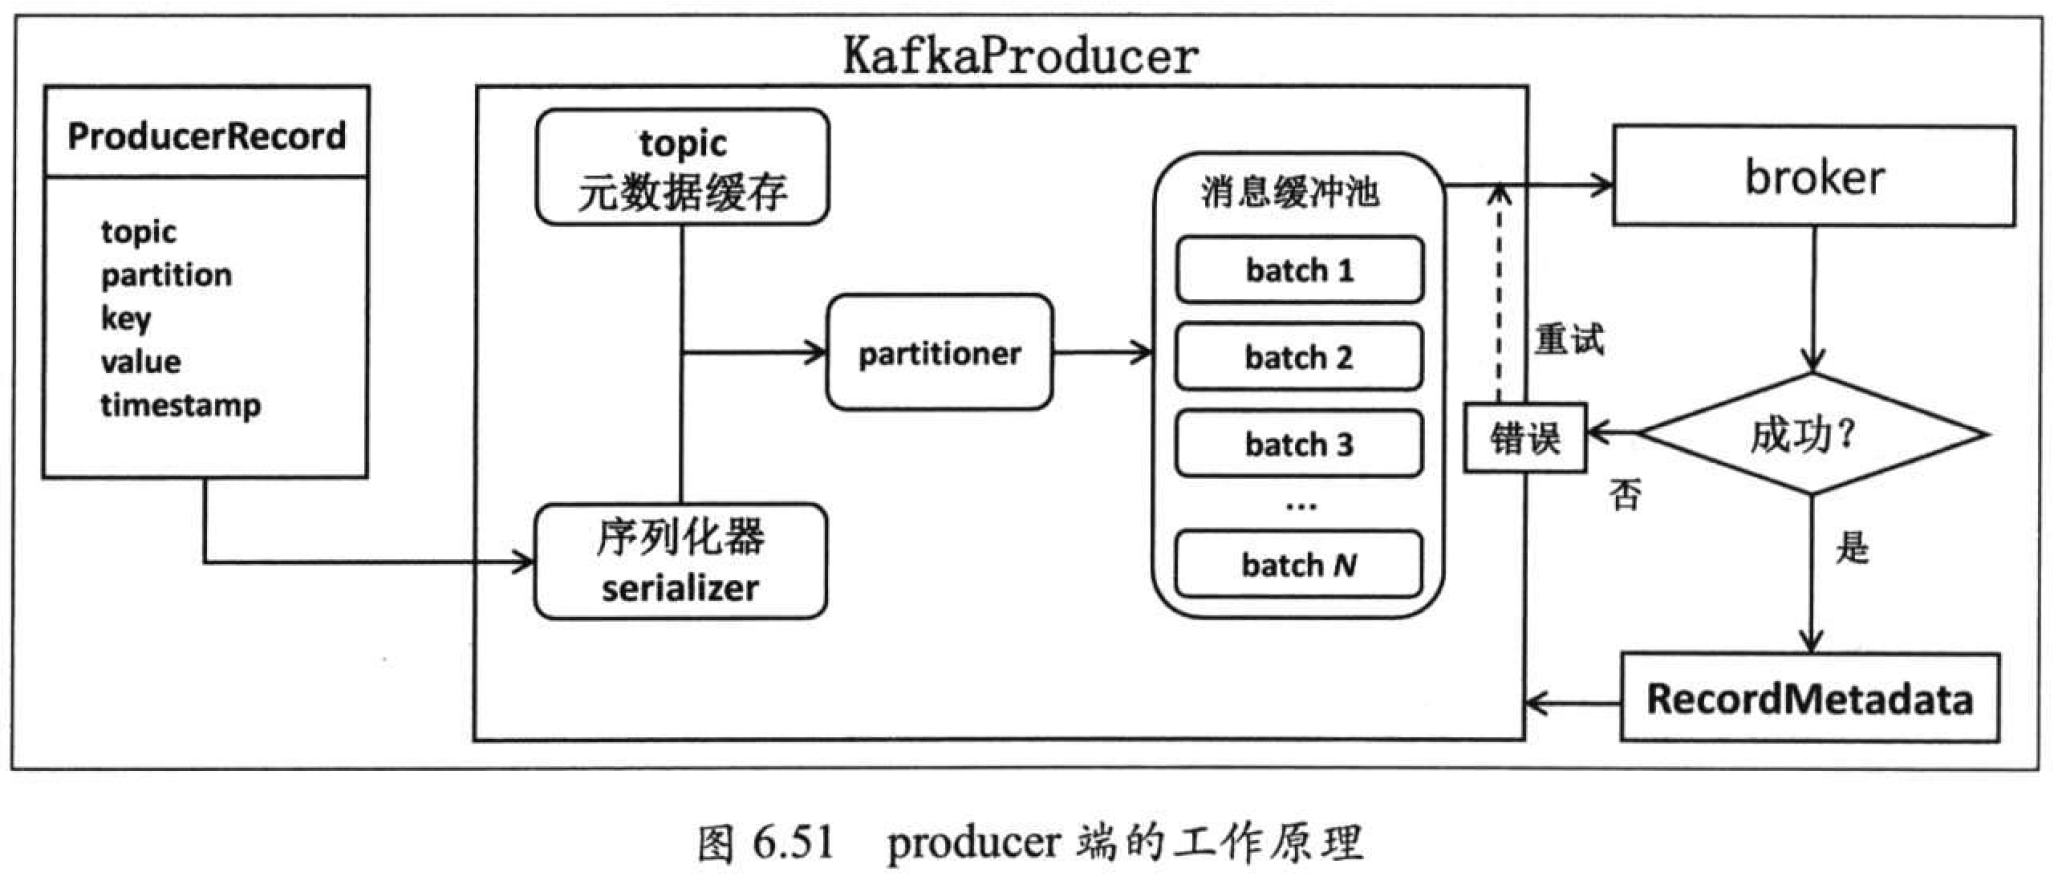 KafkaProducer
ProducerRecord
topic
partition
key
value
timestamp
topic
元数据缓存
序列化器
serializer
partitioner
消息缓冲池
batch 1
batch 2
batch 3
...
batch N
broker
重试
错误
成功?
否
是
RecordMetadata
图 6.51 producer 端的工作原理